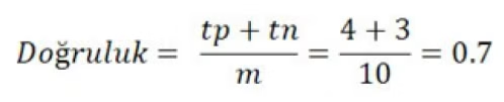 Doğruluk = (tp + tn) / m = (4 + 3) / 10 = 0.7